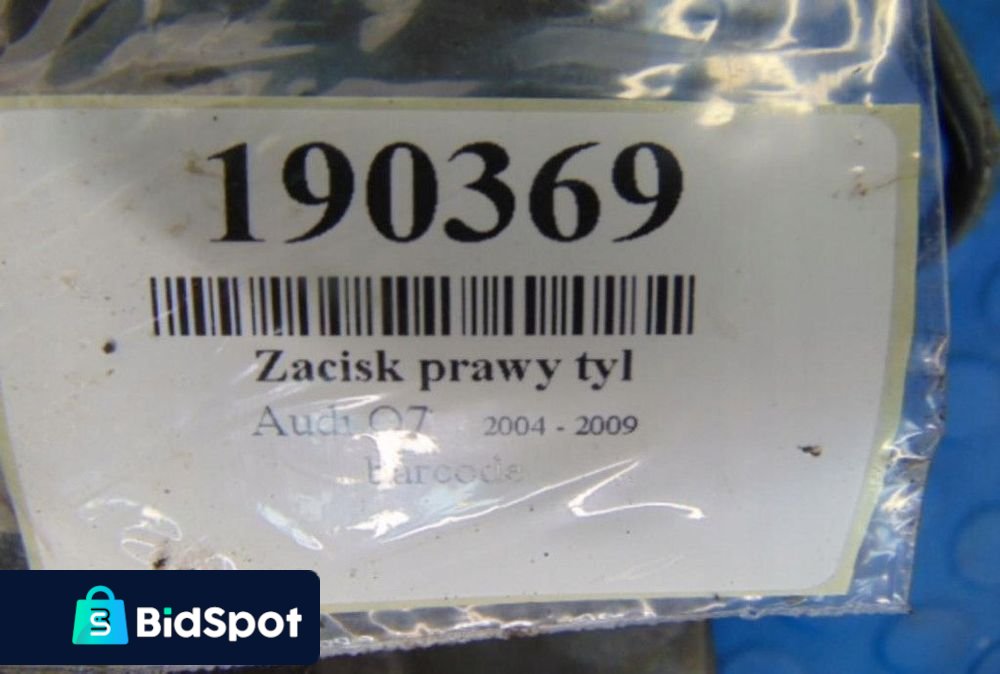 190369
Zacisk prawy tyl
Audi Q7 2004 - 2009
Barcode
BidSpot